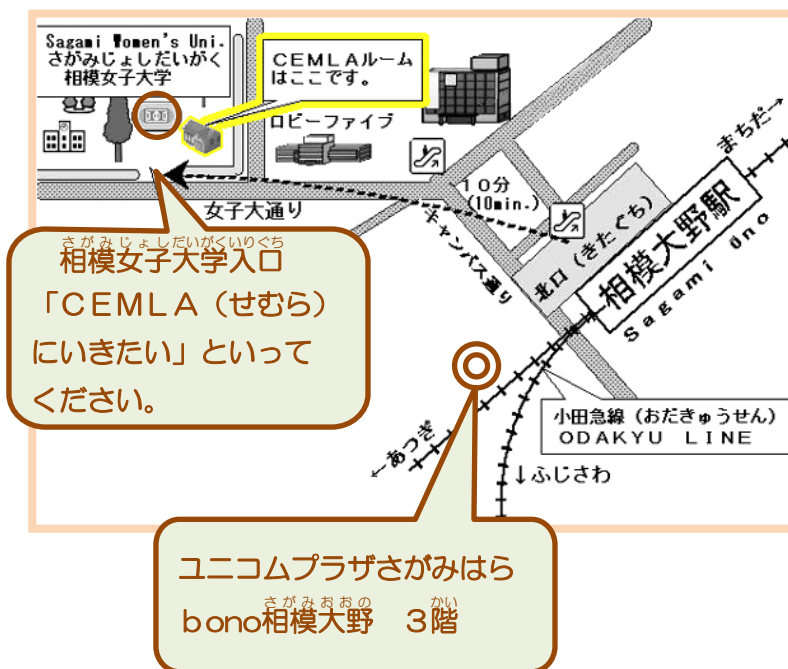 Sagami Women's Uni.
さがみじょしだいがく
相模女子大学
CEMLAルーム
はここです。
ロビーファイブ
まちだ→
10分
(10min.)
女子大通り
キャンパス通り
北口(きたぐち)
相模大野駅
Sagami Ono
さがみじょしだいがくいりぐち
相模女子大学入口
「CEMLA(せむら)
にいきたい」といって
ください。
小田急線(おだきゅうせん)
ODAKYU LINE
←あつぎ
↓ふじさわ
ユニコムプラザさがみはら
さがみおおの かい
bono相模大野 3階